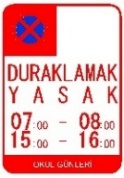 DURAKLAMAK
YASAK
07:00 - 08:00
15:00 - 16:00
OKUL GÜNLERİ